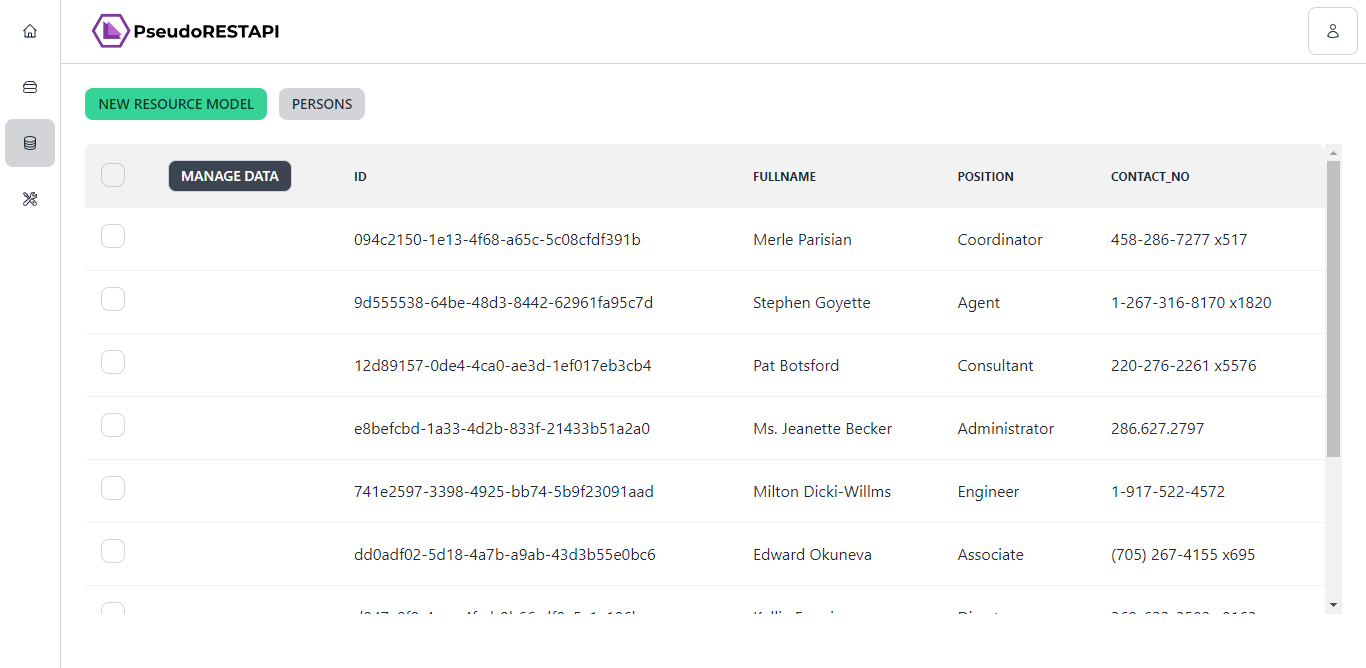 PseudoRESTAPI
NEW RESOURCE MODEL PERSONS
MANAGE DATA ID FULLNAME POSITION CONTACT_NO
094c2150-1e13-4f68-a65c-5c08cfdf391b Merle Parisian Coordinator 458-286-7277 x517
9d555538-64be-48d3-8442-62961fa95c7d Stephen Goyette Agent 1-267-316-8170 x1820
12d89157-0de4-4ca0-ae3d-1ef017eb3cb4 Pat Botsford Consultant 220-276-2261 x5576
e8befcbd-1a33-4d2b-833f-21433b51a2a0 Ms. Jeanette Becker Administrator 286.627.2797
741e2597-3398-4925-bb74-5b9f23091aad Milton Dicki-Willms Engineer 1-917-522-4572
dd0adf02-5d18-4a7b-a9ab-43d3b55e0bc6 Edward Okuneva Associate (705) 267-4155 x695